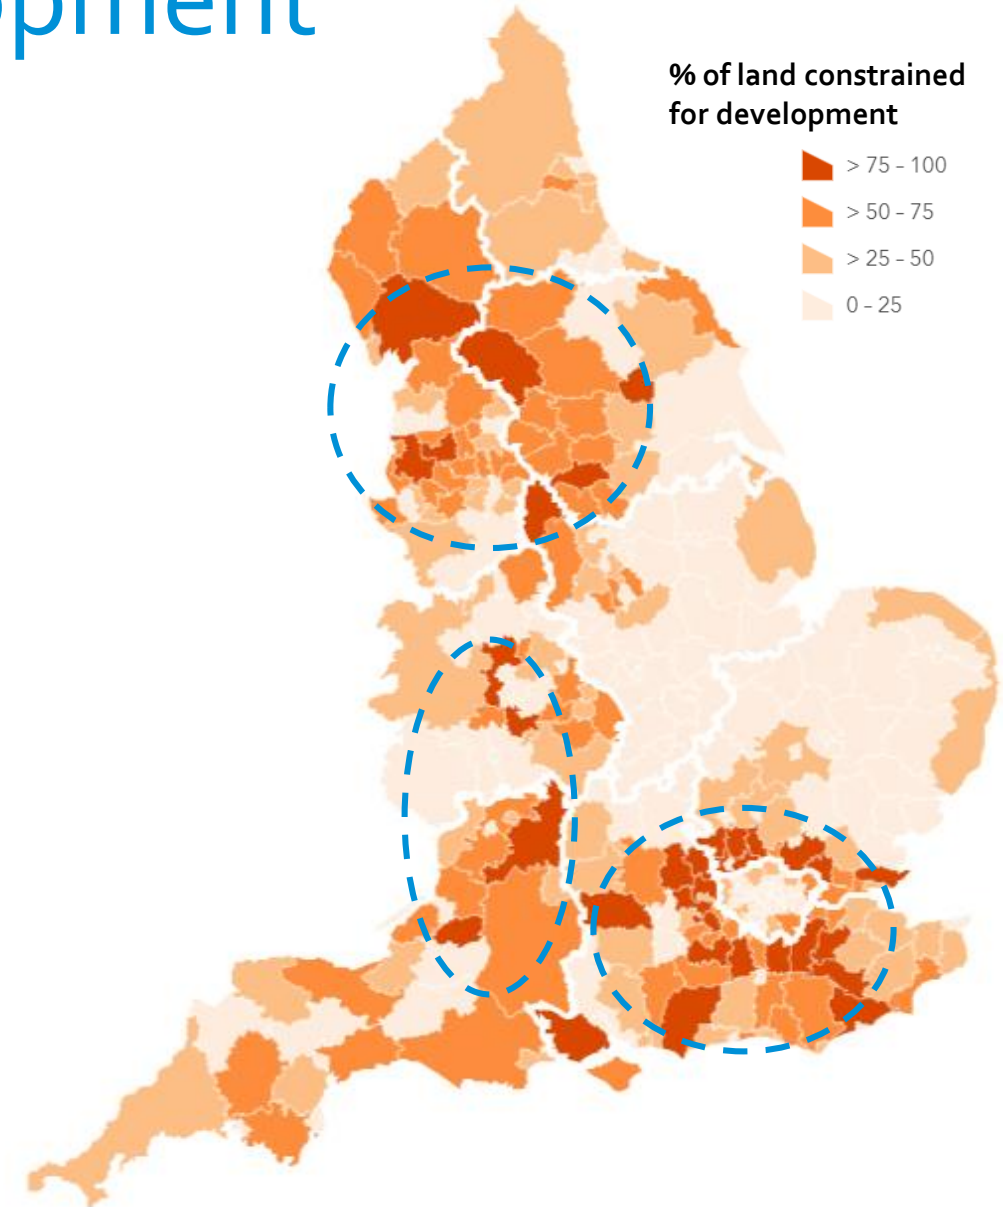 opment
% of land constrained
for development
> 75 - 100
> 50 - 75
> 25 - 50
0 - 25